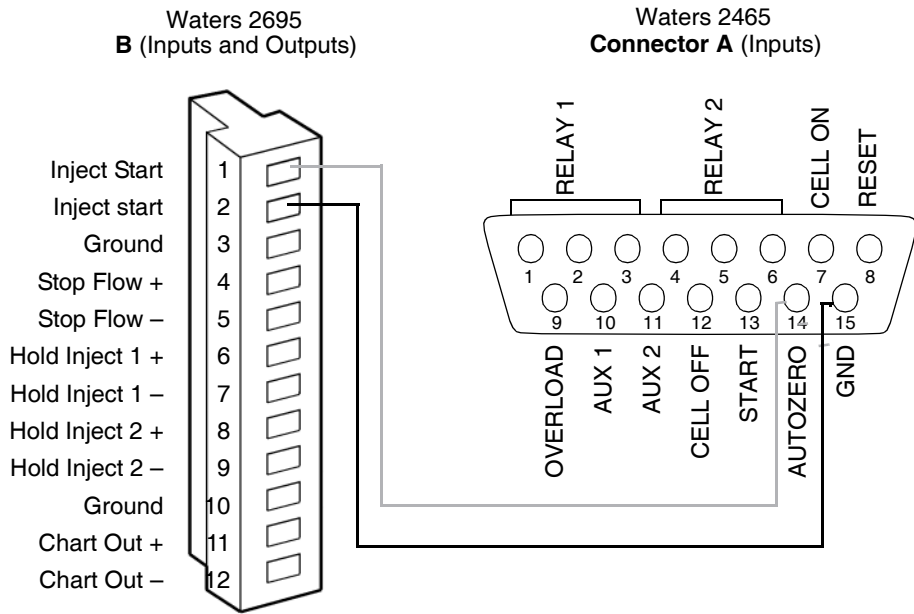 Waters 2695
B (Inputs and Outputs)
Waters 2465
Connector A (Inputs)
Inject Start 1
Inject start 2
Ground 3
Stop Flow + 4
Stop Flow – 5
Hold Inject 1 + 6
Hold Inject 1 – 7
Hold Inject 2 + 8
Hold Inject 2 – 9
Ground 10
Chart Out + 11
Chart Out – 12
RELAY 1
RELAY 2
CELL ON
RESET
1 2 3 4 5 6 7 8
9 10 11 12 13 14 15
OVERLOAD
AUX 1
AUX 2
CELL OFF
START
AUTOZERO
GND